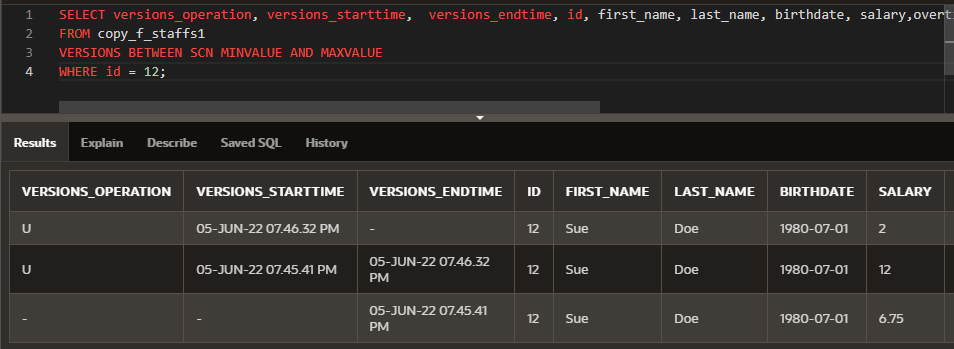 1 SELECT versions_operation, versions_starttime,  versions_endtime, id, first_name, last_name, birthdate, salary,overti
2 FROM copy_f_staffs1
3 VERSIONS BETWEEN SCN MINVALUE AND MAXVALUE
4 WHERE id = 12;
Results Explain Describe Saved SQL History
VERSIONS_OPERATION VERSIONS_STARTTIME VERSIONS_ENDTIME ID FIRST_NAME LAST_NAME BIRTHDATE SALARY
U 05-JUN-22 07.46.32 PM - 12 Sue Doe 1980-07-01 2
U 05-JUN-22 07.45.41 PM 05-JUN-22 07.46.32 PM 12 Sue Doe 1980-07-01 12
- - 05-JUN-22 07.45.41 PM 12 Sue Doe 1980-07-01 6.75